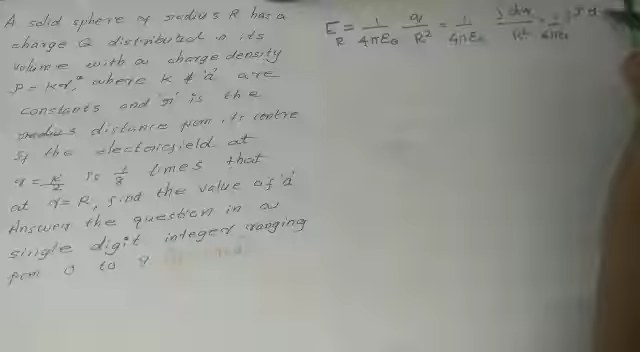 A solid sphere of radius R has a
charge Q distributed in its
volume with a charge density
ρ = Kr^a, where K & 'a' are
constants and 'r' is the
distance from its centre
If the electric field at
r = R/2 is 1/8 times that
at r = R, find the value of 'a'
Answer the question in a
single digit integer ranging
from 0 to 9
E_R = 1/4πε₀ q/R² = 1/4πε₀ ∫dq/R² =